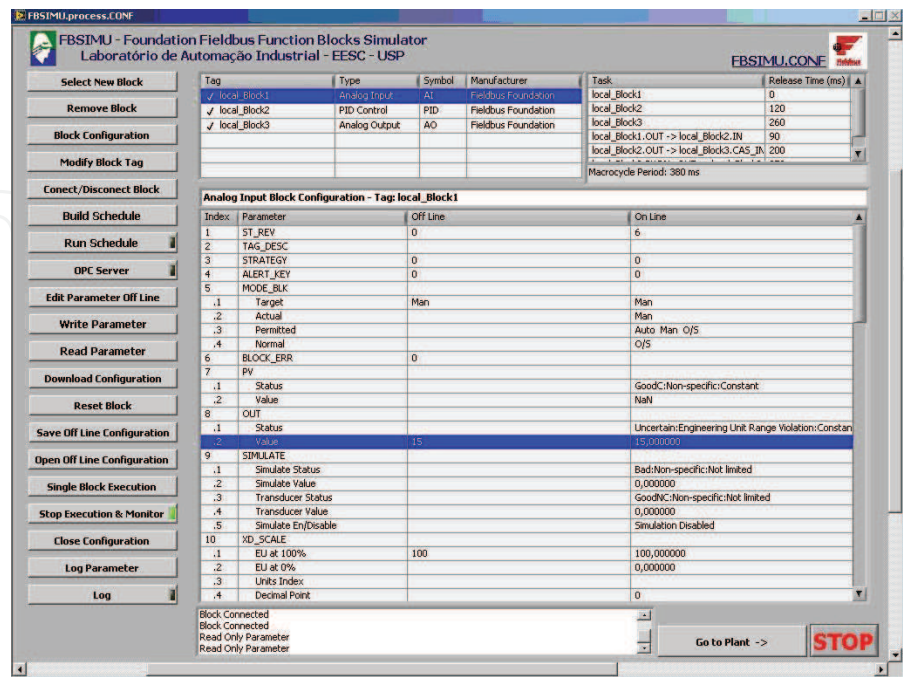 FBSIMU.process.CONF
FBSIMU - Foundation Fieldbus Function Blocks Simulator
Laboratório de Automação Industrial - EESC - USP
FBSIMU.CONF
Select New Block
Remove Block
Block Configuration
Modify Block Tag
Conect/Disconect Block
Build Schedule
Run Schedule
OPC Server
Edit Parameter Off Line
Write Parameter
Read Parameter
Download Configuration
Reset Block
Save Off Line Configuration
Open Off Line Configuration
Single Block Execution
Stop Execution & Monitor
Close Configuration
Log Parameter
Log
Tag Type Symbol Manufacturer
local_Block1 Analog Input AI Fieldbus Foundation
local_Block2 PID Control PID Fieldbus Foundation
local_Block3 Analog Output AO Fieldbus Foundation
Task Release Time (ms)
local_Block1 0
local_Block2 120
local_Block3 260
local_Block1.OUT -> local_Block2.IN 90
local_Block2.OUT -> local_Block3.CAS_IN 200
Macrocycle Period: 380 ms
Analog Input Block Configuration - Tag: local_Block1
Index Parameter Off Line On Line
1 ST_REV 0 6
2 TAG_DESC
3 STRATEGY 0 0
4 ALERT_KEY 0 0
5 MODE_BLK
.1 Target Man Man
.2 Actual Man
.3 Permitted Auto Man O/S
.4 Normal O/S
6 BLOCK_ERR 0
7 PV
.1 Status GoodC:Non-specific:Constant
.2 Value NaN
8 OUT
.1 Status Uncertain:Engineering Unit Range Violation:Constan
.2 Value 15 15,000000
9 SIMULATE
.1 Simulate Status Bad:Non-specific:Not limited
.2 Simulate Value 0,000000
.3 Transducer Status GoodNC:Non-specific:Not limited
.4 Transducer Value 0,000000
.5 Simulate En/Disable Simulation Disabled
10 XD_SCALE
.1 EU at 100% 100 100,000000
.2 EU at 0% 0,000000
.3 Units Index
.4 Decimal Point 0
Block Connected
Block Connected
Read Only Parameter
Read Only Parameter
Go to Plant ->
STOP